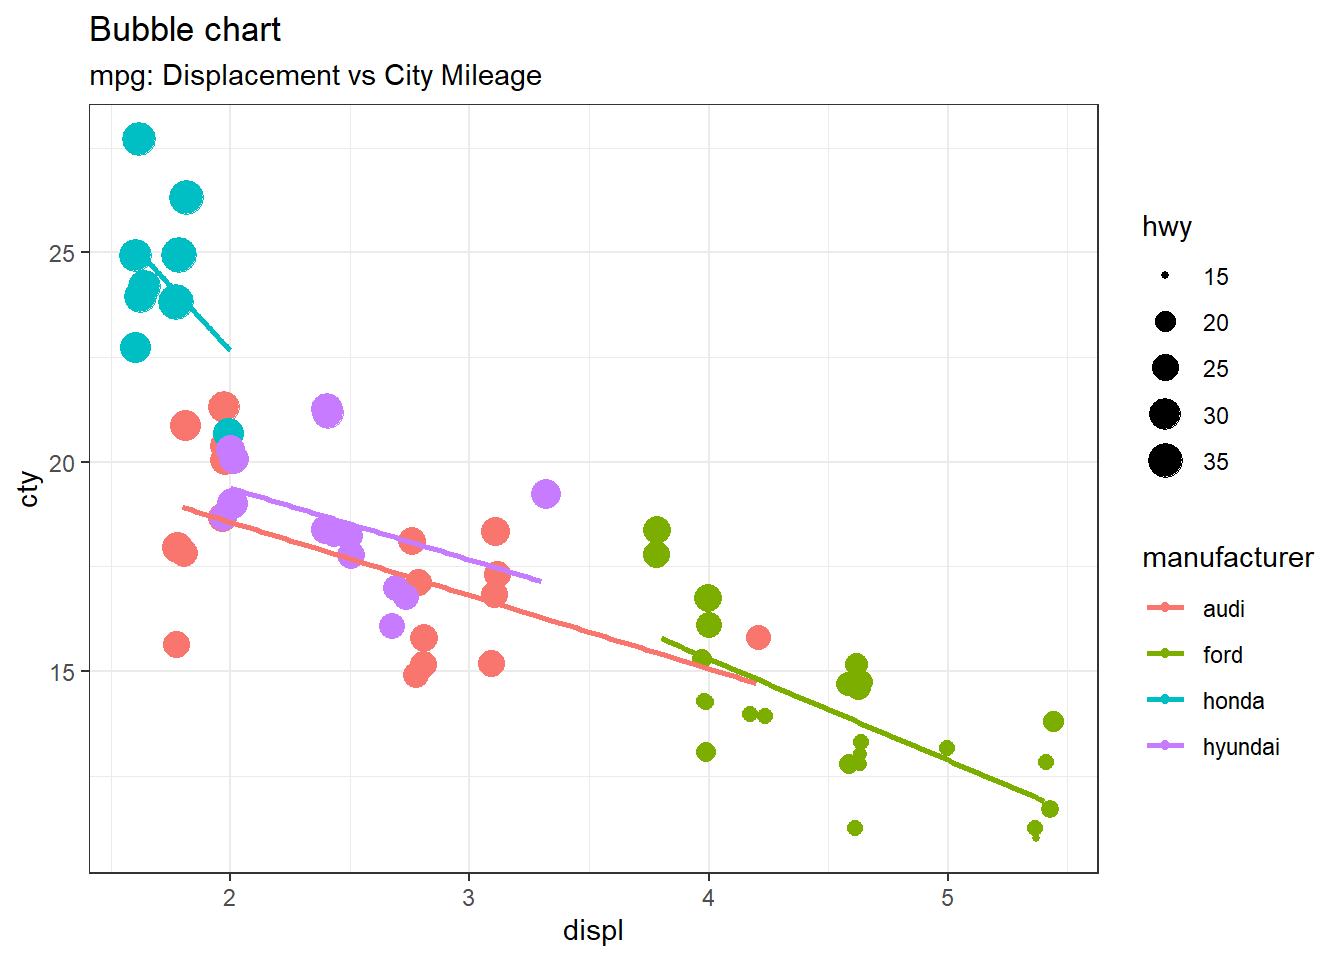 Bubble chart
mpg: Displacement vs City Mileage
cty
25
20
15
2
3
4
5
displ
hwy
15
20
25
30
35
manufacturer
audi
ford
honda
hyundai